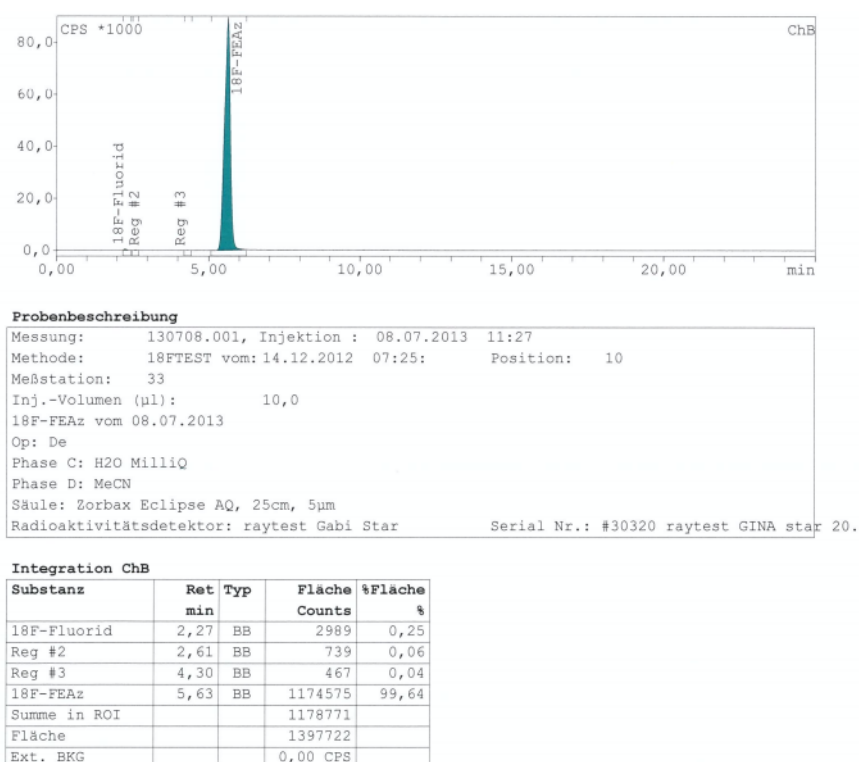 CPS *1000
ChB
80,0
60,0
40,0
20,0
0,0
18F-Fluorid
Reg #2
Reg #3
18F-FEAz
0,00 5,00 10,00 15,00 20,00 min
Probenbeschreibung
Messung: 130708.001, Injektion : 08.07.2013 11:27
Methode: 18FTEST vom: 14.12.2012 07:25: Position: 10
Meßstation: 33
Inj.-Volumen (µl): 10,0
18F-FEAz vom 08.07.2013
Op: De
Phase C: H2O MilliQ
Phase D: MeCN
Säule: Zorbax Eclipse AQ, 25cm, 5µm
Radioaktivitätsdetektor: raytest Gabi Star Serial Nr.: #30320 raytest GINA star 20.
Integration ChB
Substanz Ret Typ Fläche %Fläche
min Counts %
18F-Fluorid 2,27 BB 2989 0,25
Reg #2 2,61 BB 739 0,06
Reg #3 4,30 BB 467 0,04
18F-FEAz 5,63 BB 1174575 99,64
Summe in ROI 1178771
Fläche 1397722
Ext. BKG 0,00 CPS